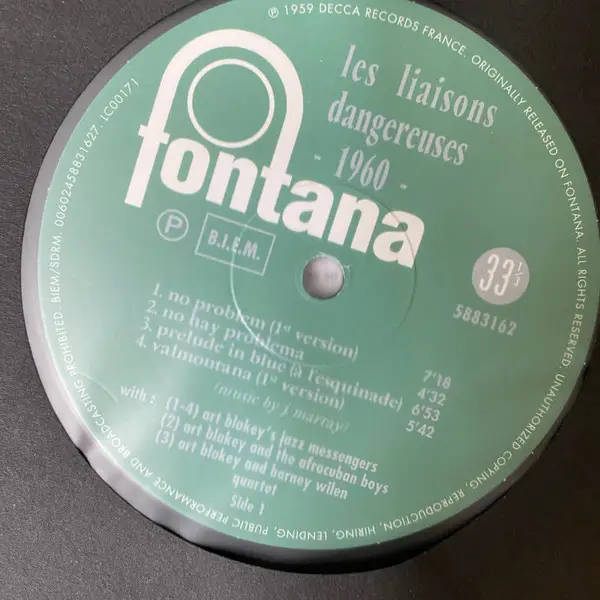 ℗ 1959 DECCA RECORDS FRANCE. ORIGINALLY RELEASED ON FONTANA. ALL RIGHTS RESERVED. UNAUTHORIZED COPYING, REPRODUCTION, HIRING, LENDING, PUBLIC PERFORMANCE AND BROADCASTING PROHIBITED. BIEM/SDRM. 00602458831627. LC00171
les liaisons
dangereuses
- 1960 -
fontana
P
B.I.E.M.
33 1/3
5883162
1. no problem (1st version) 7'18
2. no hay problema 4'32
3. prelude in blue (à l'esquinade) 6'53
4. valmontana (1st version) 5'42
(music by j marray)
with : (1-4) art blakey's jazz messengers
(2) art blakey and the afrocuban boys
(3) art blakey and barney wilen
quartet
Side 1